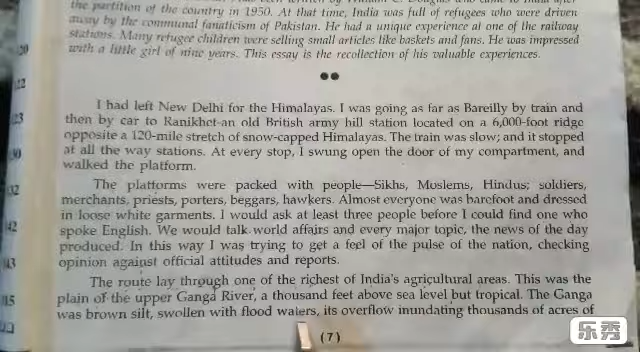 the partition of the country in 1950. At that time, India was full of refugees who were driven
away by the communal fanaticism of Pakistan. He had a unique experience at one of the railway
stations. Many refugee children were selling small articles like baskets and fans. He was impressed
with a little girl of nine years. This essay is the recollection of his valuable experiences.
I had left New Delhi for the Himalayas. I was going as far as Bareilly by train and
then by car to Ranikhet-an old British army hill station located on a 6,000-foot ridge
opposite a 120-mile stretch of snow-capped Himalayas. The train was slow; and it stopped
at all the way stations. At every stop, I swung open the door of my compartment, and
walked the platform.
The platforms were packed with people—Sikhs, Moslems, Hindus; soldiers,
merchants, priests, porters, beggars, hawkers. Almost everyone was barefoot and dressed
in loose white garments. I would ask at least three people before I could find one who
spoke English. We would talk world affairs and every major topic, the news of the day
produced. In this way I was trying to get a feel of the pulse of the nation, checking
opinion against official attitudes and reports.
The route lay through one of the richest of India's agricultural areas. This was the
plain of the upper Ganga River, a thousand feet above sea level but tropical. The Ganga
was brown silt, swollen with flood waters, its overflow inundating thousands of acres of
(7)
乐秀